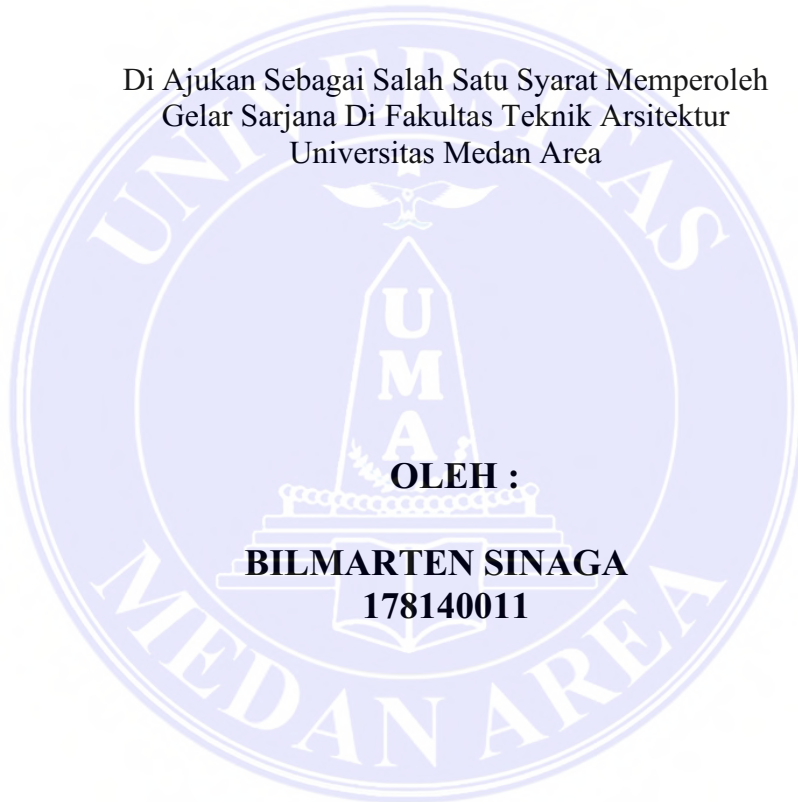 Di Ajukan Sebagai Salah Satu Syarat Memperoleh
Gelar Sarjana Di Fakultas Teknik Arsitektur
Universitas Medan Area
UNIVERSITAS
U
M
A
OLEH :
BILMARTEN SINAGA
178140011
MEDAN AREA